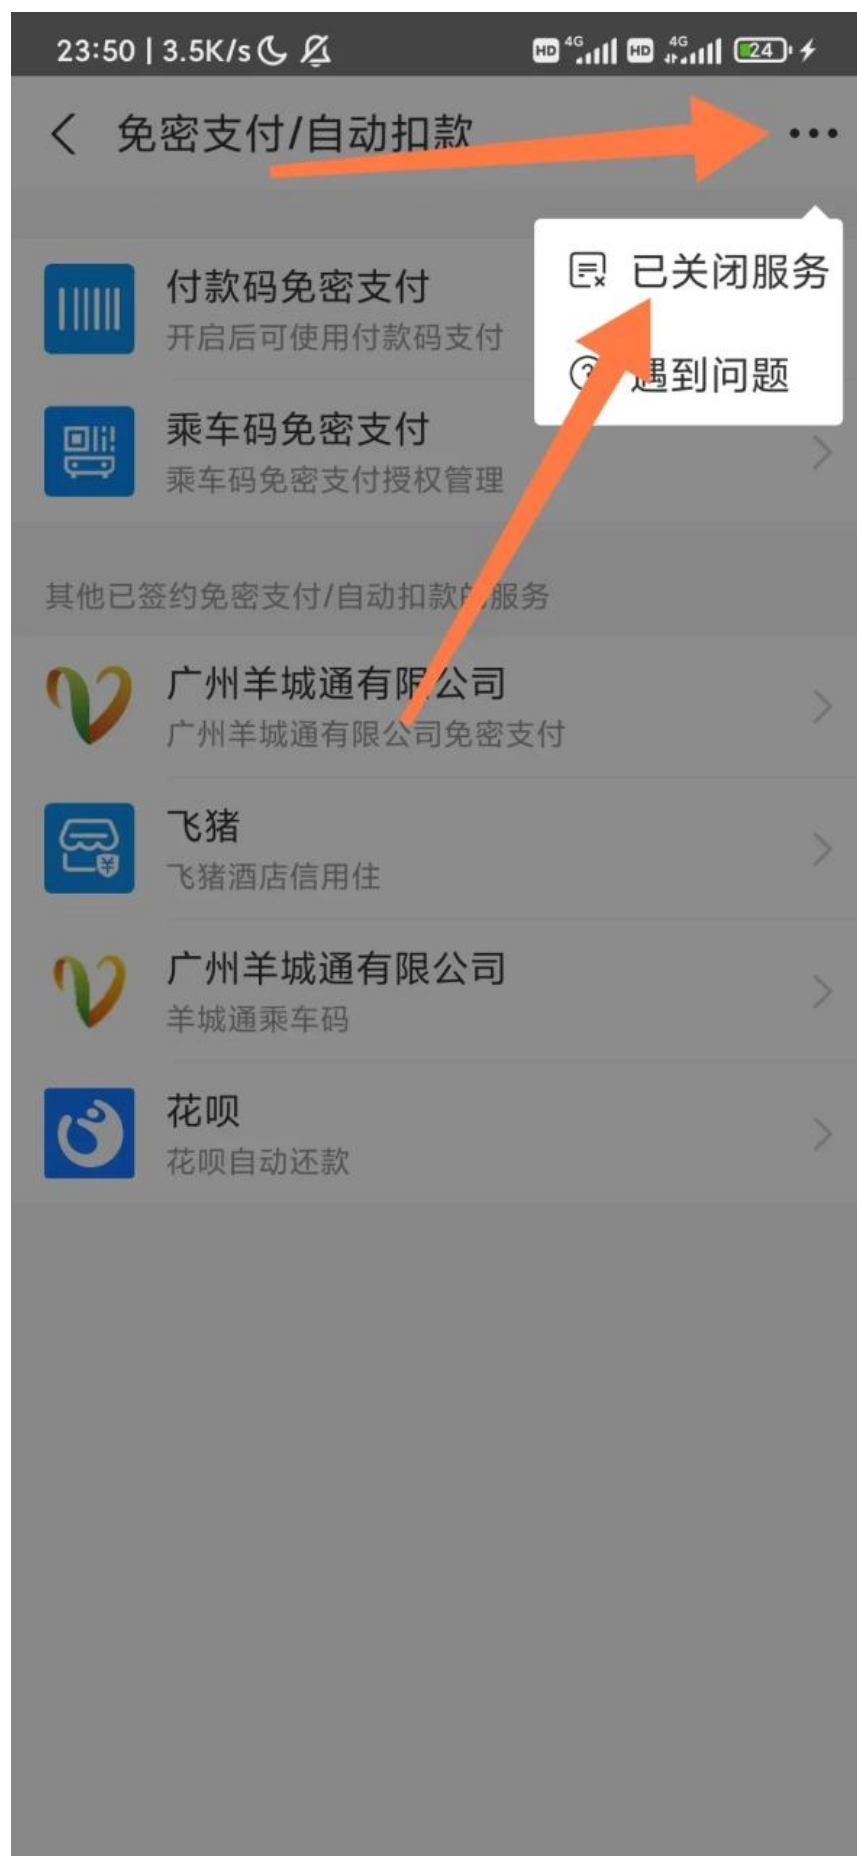 23:50 | 3.5K/s HD 4G HD 4G 24
免密支付/自动扣款
付款码免密支付
开启后可使用付款码支付
已关闭服务
遇到问题
乘车码免密支付
乘车码免密支付授权管理
其他已签约免密支付/自动扣款的服务
广州羊城通有限公司
广州羊城通有限公司免密支付
飞猪
飞猪酒店信用住
广州羊城通有限公司
羊城通乘车码
花呗
花呗自动还款